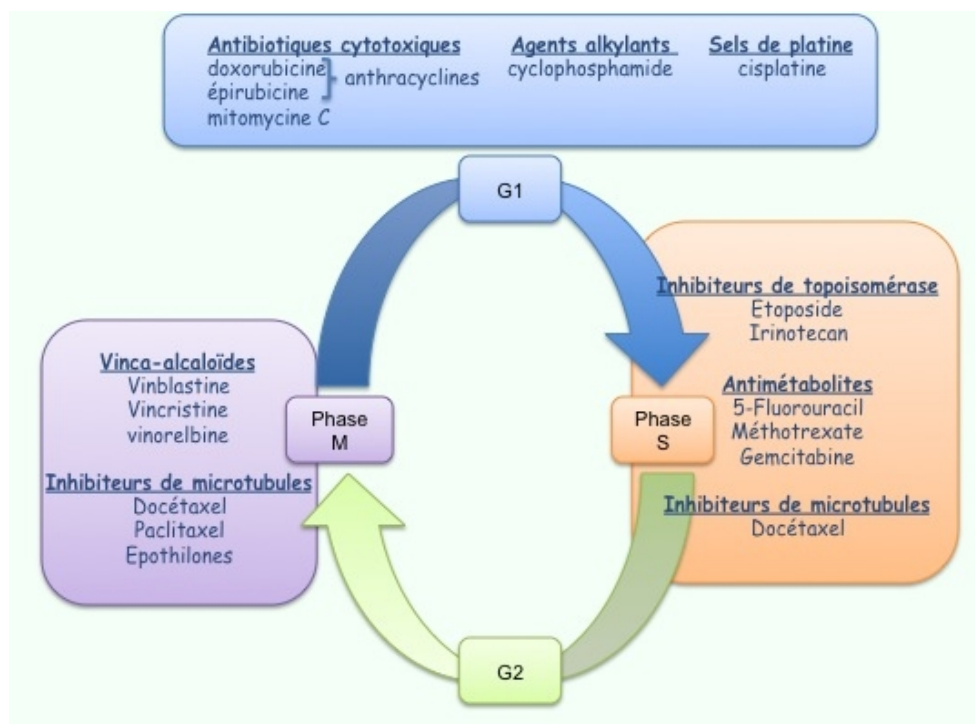 Antibiotiques cytotoxiques
doxorubicine
épirubicine
anthracyclines
mitomycine C
Agents alkylants
cyclophosphamide
Sels de platine
cisplatine
G1
Inhibiteurs de topoisomérase
Etoposide
Irinotecan
Antimétabolites
5-Fluorouracil
Méthotrexate
Gemcitabine
Inhibiteurs de microtubules
Docétaxel
Phase
S
Vinca-alcaloïdes
Vinblastine
Vincristine
vinorelbine
Inhibiteurs de microtubules
Docétaxel
Paclitaxel
Epothilones
Phase
M
G2